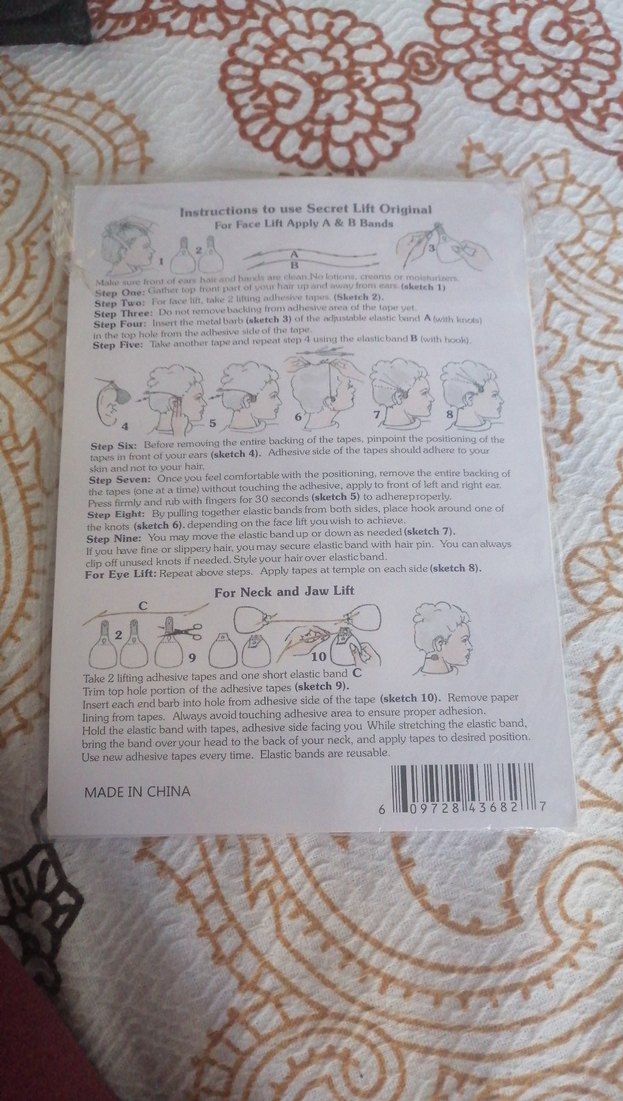 Instructions to use Secret Lift Original
For Face Lift Apply A & B Bands
1
2
A
B
3
Make sure front of ears hair and hands are clean.No lotions, creams or moisturizers.
Step One: Gather top front part of your hair up and away from ears. (sketch 1)
Step Two: For face lift, take 2 lifting adhesive tapes. (Sketch 2).
Step Three: Do not remove backing from adhesive area of the tape yet.
Step Four: Insert the metal barb (sketch 3) of the adjustable elastic band A (with knots)
in the top hole from the adhesive side of the tape.
Step Five: Take another tape and repeat step 4 using the elastic band B (with hook).
4
5
6
7
8
Step Six: Before removing the entire backing of the tapes, pinpoint the positioning of the
tapes in front of your ears (sketch 4). Adhesive side of the tapes should adhere to your
skin and not to your hair.
Step Seven: Once you feel comfortable with the positioning, remove the entire backing of
the tapes (one at a time) without touching the adhesive, apply to front of left and right ear.
Press firmly and rub with fingers for 30 seconds (sketch 5) to adhere properly.
Step Eight: By pulling together elastic bands from both sides, place hook around one of
the knots (sketch 6). depending on the face lift you wish to achieve.
Step Nine: You may move the elastic band up or down as needed (sketch 7).
If you have fine or slippery hair, you may secure elastic band with hair pin. You can always
clip off unused knots if needed. Style your hair over elastic band.
For Eye Lift: Repeat above steps. Apply tapes at temple on each side (sketch 8).
For Neck and Jaw Lift
C
2
9
10
Take 2 lifting adhesive tapes and one short elastic band C
Trim top hole portion of the adhesive tapes (sketch 9).
Insert each end barb into hole from adhesive side of the tape (sketch 10). Remove paper
lining from tapes. Always avoid touching adhesive area to ensure proper adhesion.
Hold the elastic band with tapes, adhesive side facing you While stretching the elastic band,
bring the band over your head to the back of your neck, and apply tapes to desired position.
Use new adhesive tapes every time. Elastic bands are reusable.
MADE IN CHINA
6 09728 43682 7